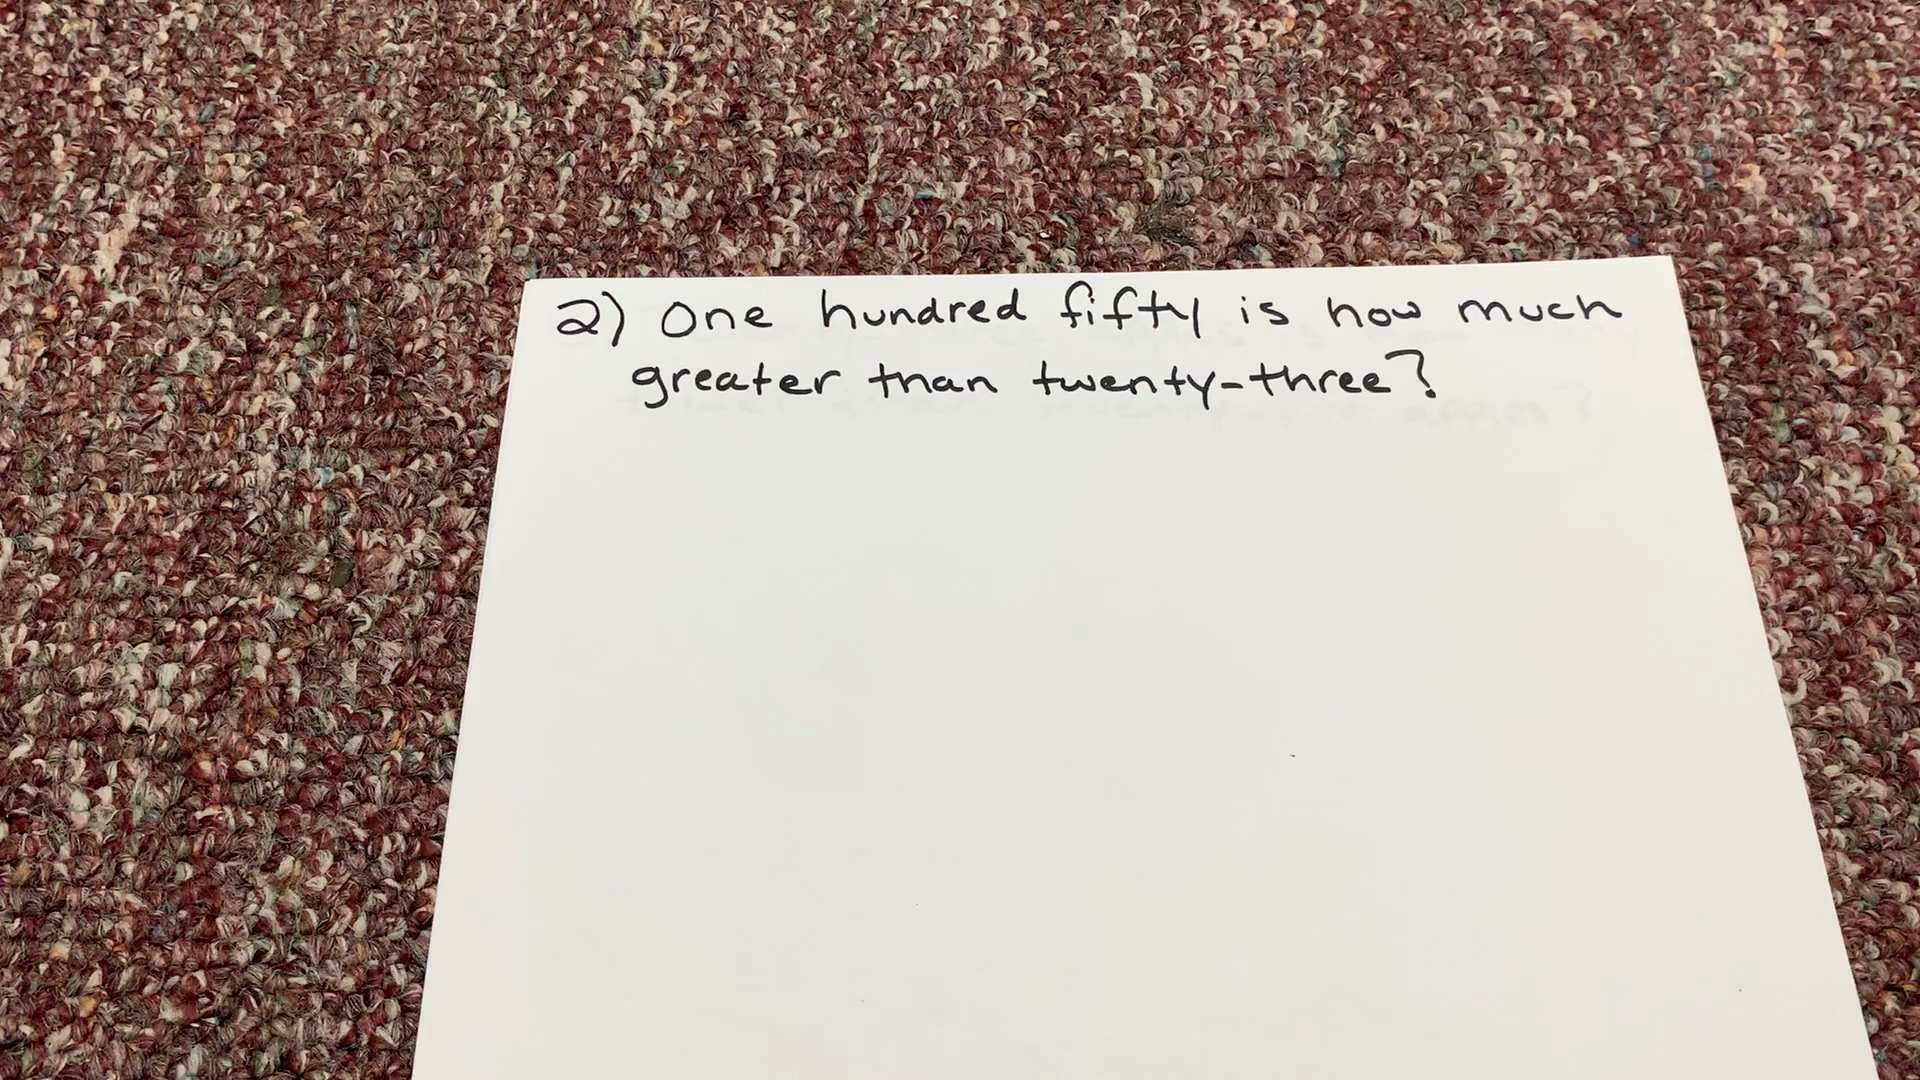 2) One hundred fifty is how much
greater than twenty-three?